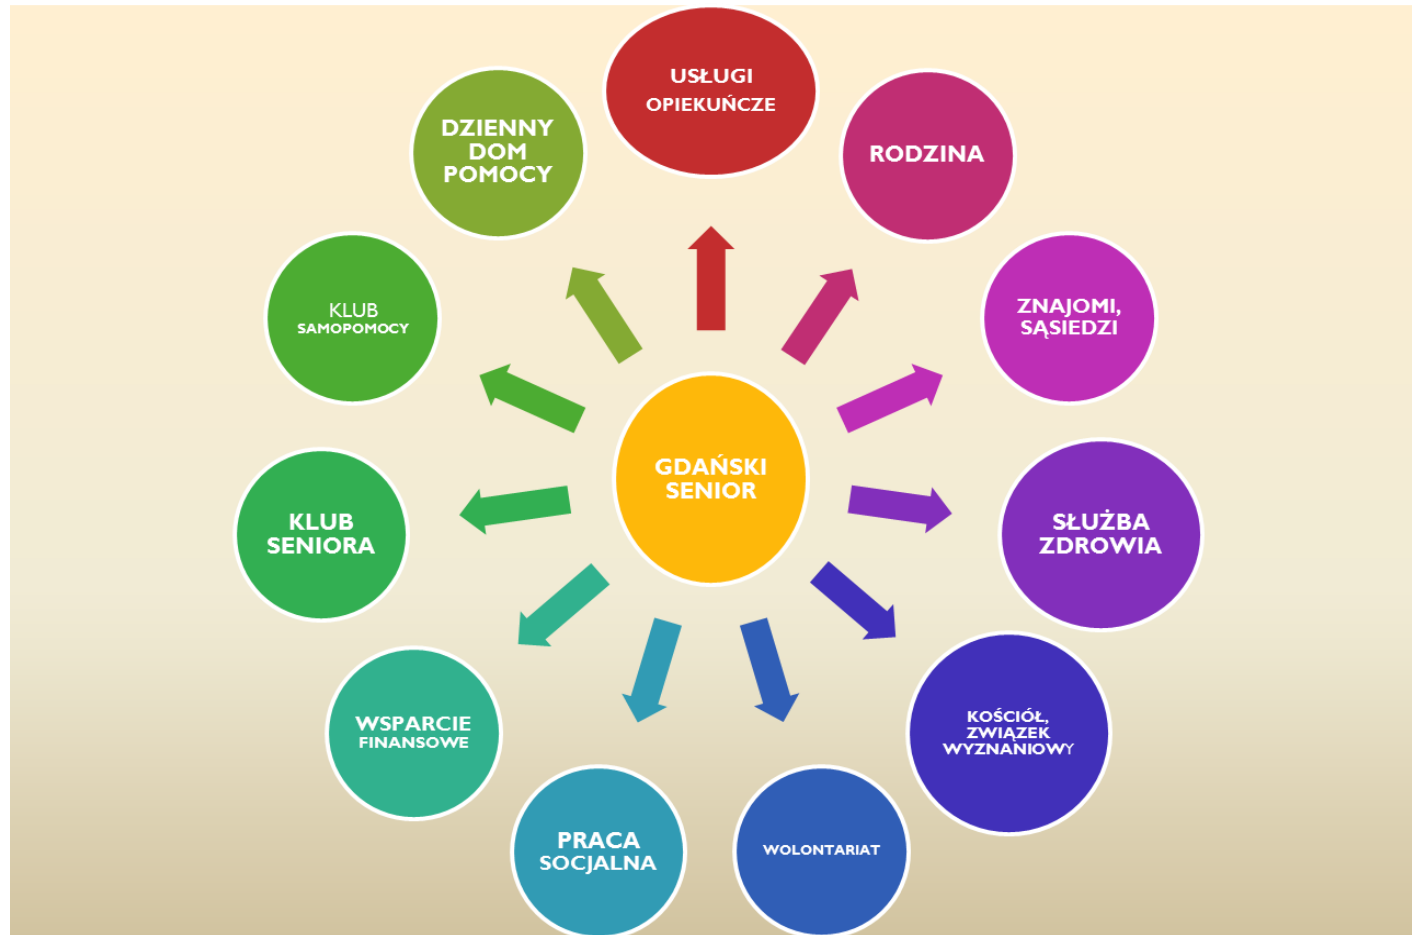 USŁUGI
OPIEKUŃCZE
RODZINA
ZNAJOMI,
SĄSIEDZI
SŁUŻBA
ZDROWIA
KOŚCIÓŁ,
ZWIĄZEK
WYZNANIOWY
WOLONTARIAT
PRACA
SOCJALNA
WSPARCIE
FINANSOWE
KLUB
SENIORA
KLUB
SAMOPOMOCY
DZIENNY
DOM
POMOCY
GDAŃSKI
SENIOR